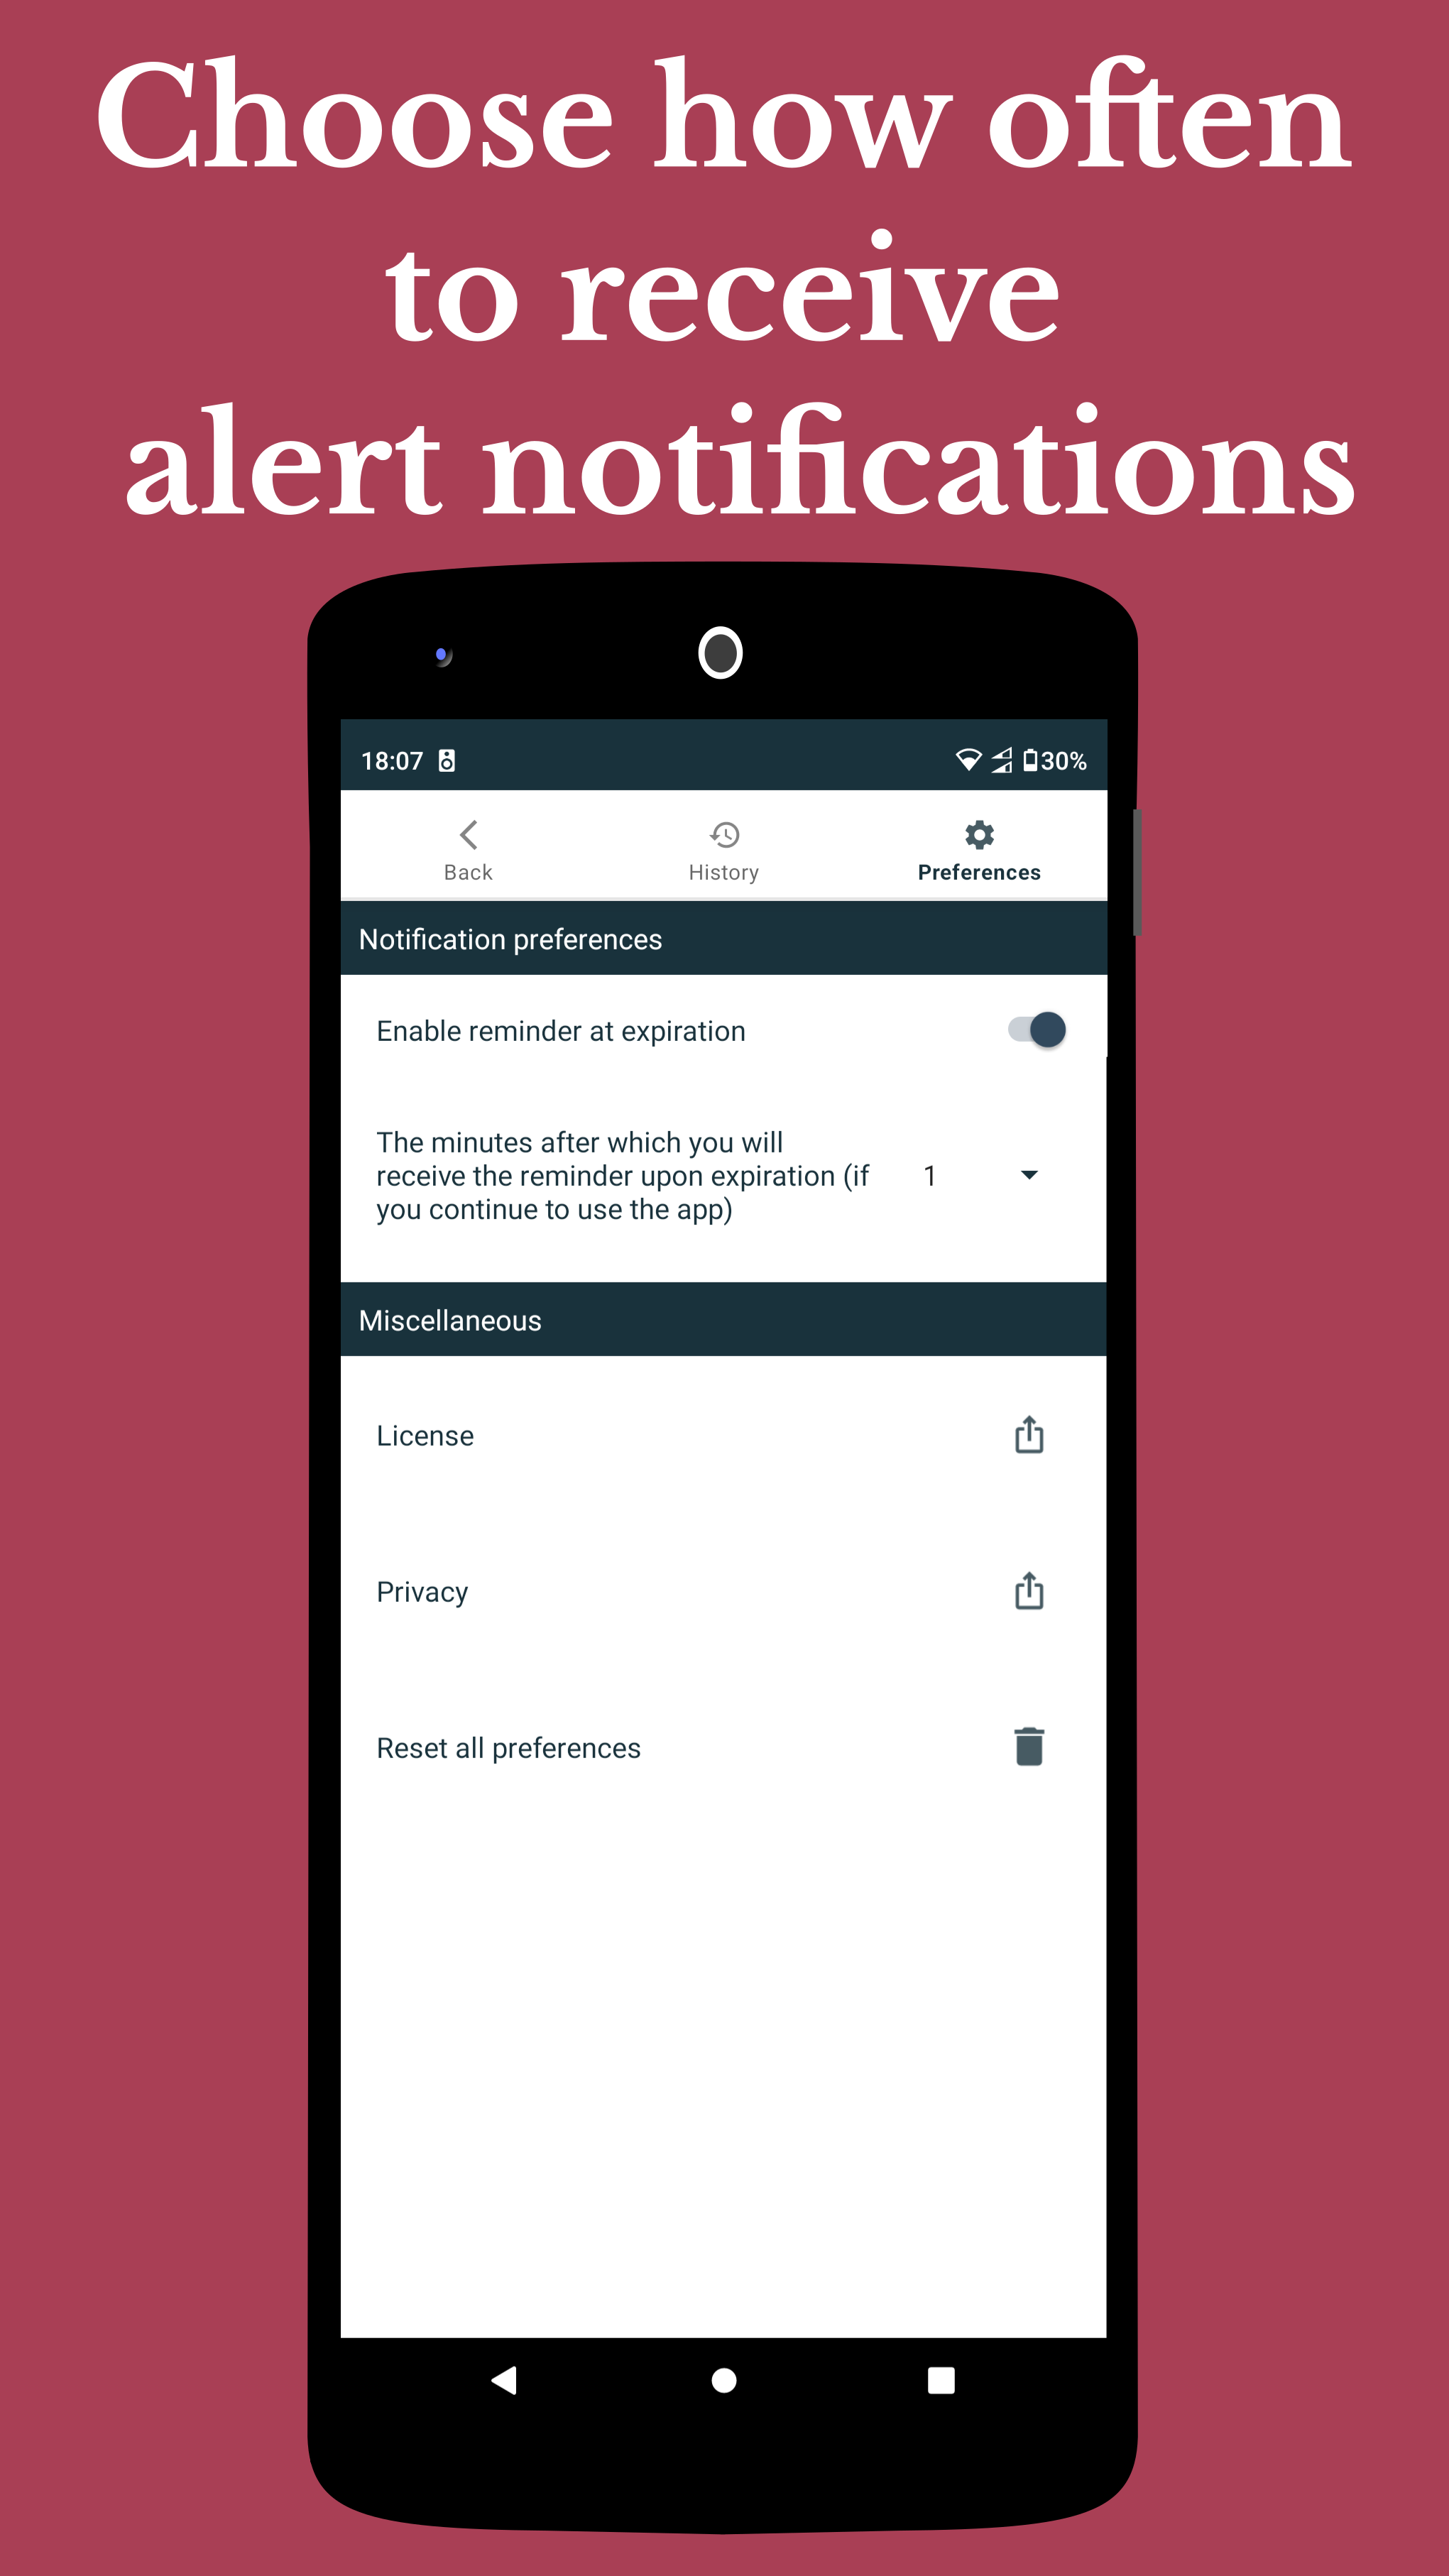 Choose how often
to receive
alert notifications
18:07 30%
Back History Preferences
Notification preferences
Enable reminder at expiration
The minutes after which you will
receive the reminder upon expiration (if 1
you continue to use the app)
Miscellaneous
License
Privacy
Reset all preferences